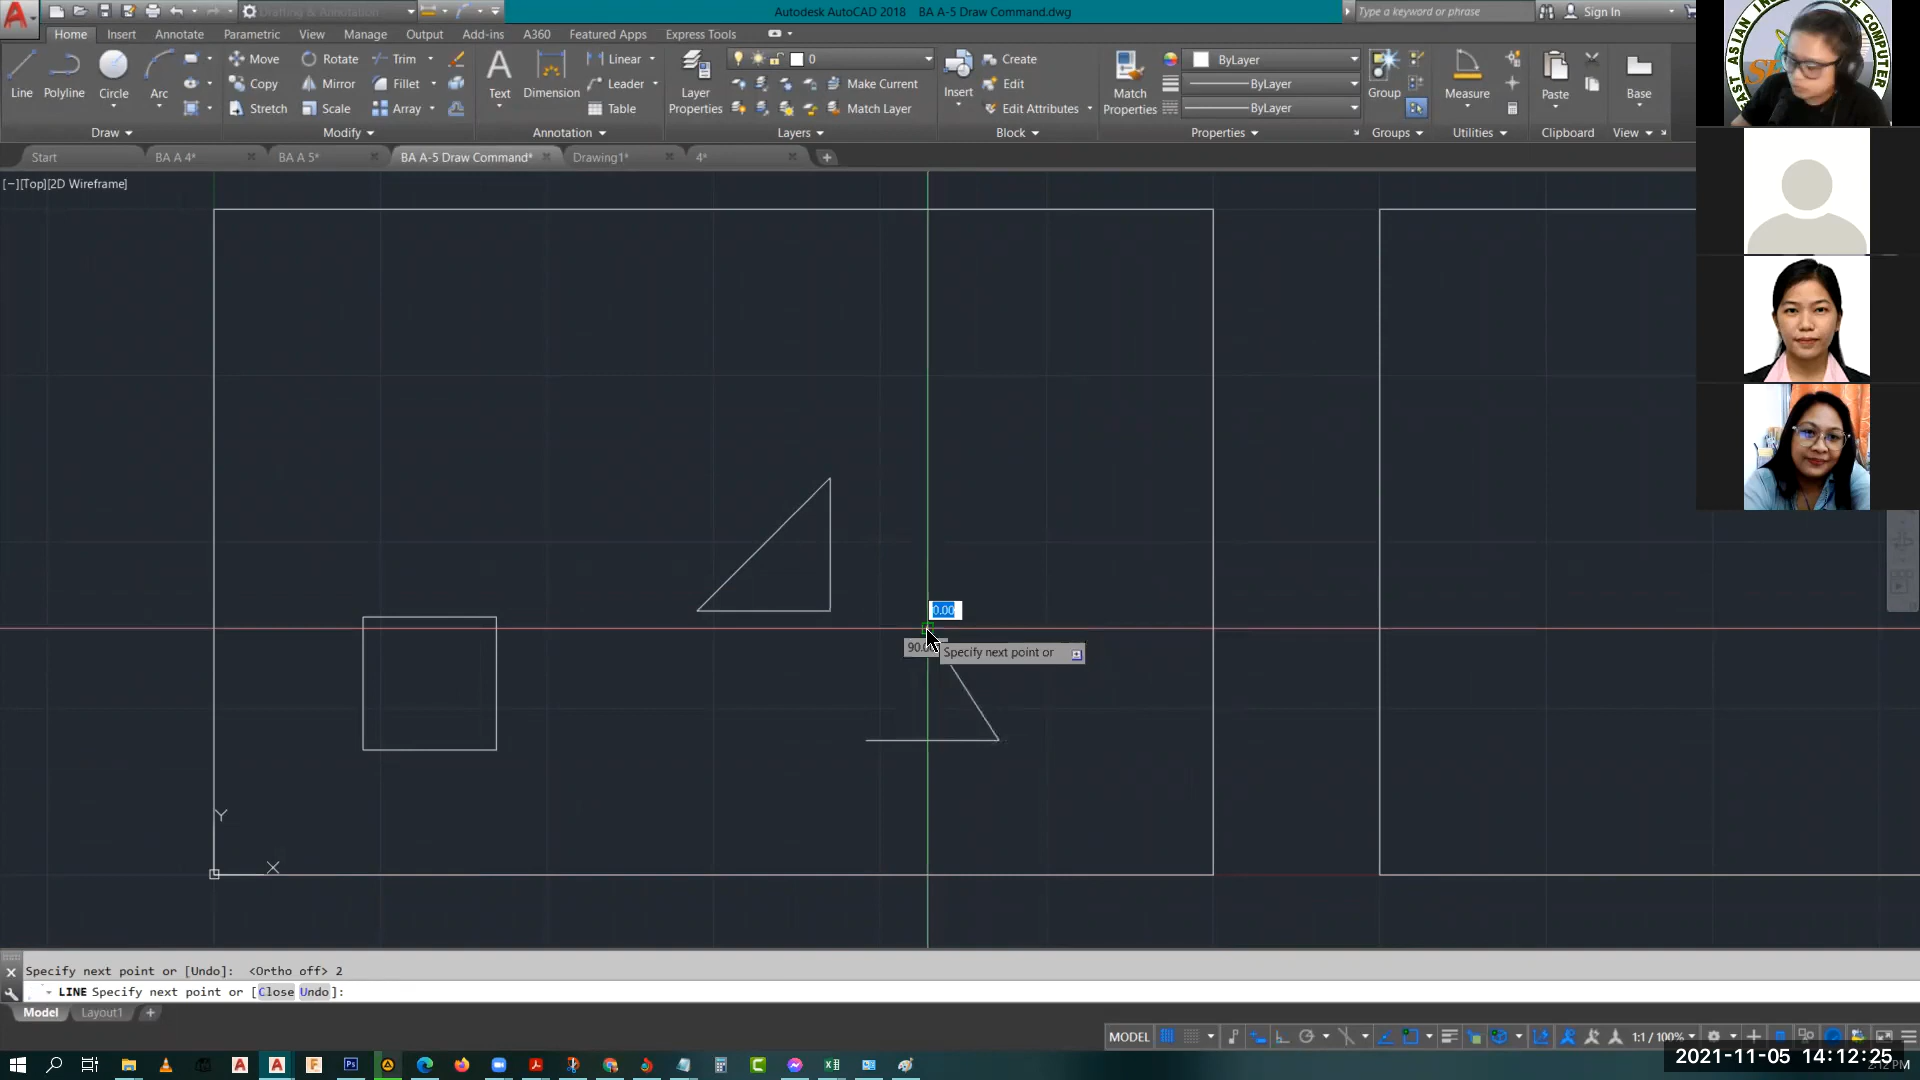 Drafting & Annotation
Autodesk AutoCAD 2018 BA A-5 Draw Command.dwg
Type a keyword or phrase
Sign In
Home Insert Annotate Parametric View Manage Output Add-ins A360 Featured Apps Express Tools
Line Polyline Circle Arc
Move Rotate Trim
Copy Mirror Fillet
Stretch Scale Array
Text Dimension
Linear
Leader
Table
Layer Properties
0
Make Current
Match Layer
Insert
Create
Edit
Edit Attributes
Match Properties
ByLayer
ByLayer
ByLayer
Group
Measure
Paste
Base
Draw Modify Annotation Layers Block Properties Groups Utilities Clipboard View
Start BA A 4* BA A 5* BA A-5 Draw Command* Drawing1* 4*
[−][Top][2D Wireframe]
0.00
Specify next point or
Y
X
Specify next point or [Undo]: <Ortho off> 2
LINE Specify next point or [Close Undo]:
Model Layout1
MODEL
1:1 / 100%
2021-11-05 14:12:25